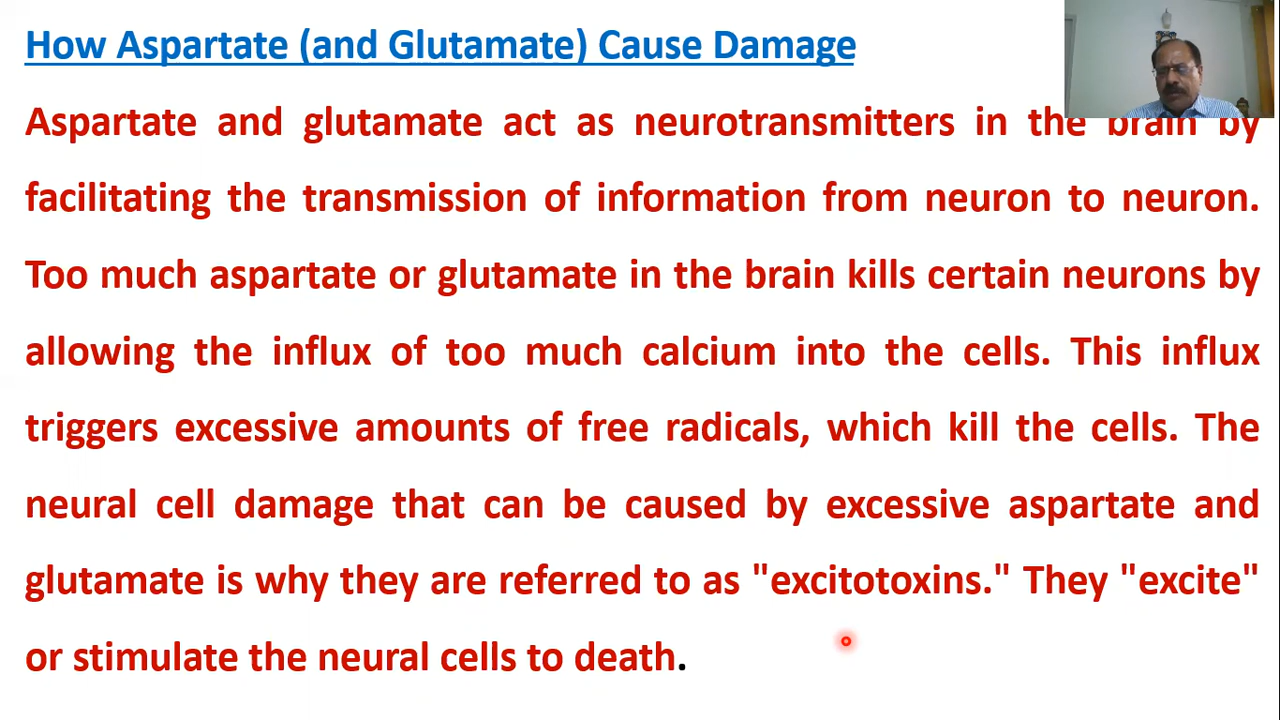 How Aspartate (and Glutamate) Cause Damage
Aspartate and glutamate act as neurotransmitters in the brain by
facilitating the transmission of information from neuron to neuron.
Too much aspartate or glutamate in the brain kills certain neurons by
allowing the influx of too much calcium into the cells. This influx
triggers excessive amounts of free radicals, which kill the cells. The
neural cell damage that can be caused by excessive aspartate and
glutamate is why they are referred to as "excitotoxins." They "excite"
or stimulate the neural cells to death.